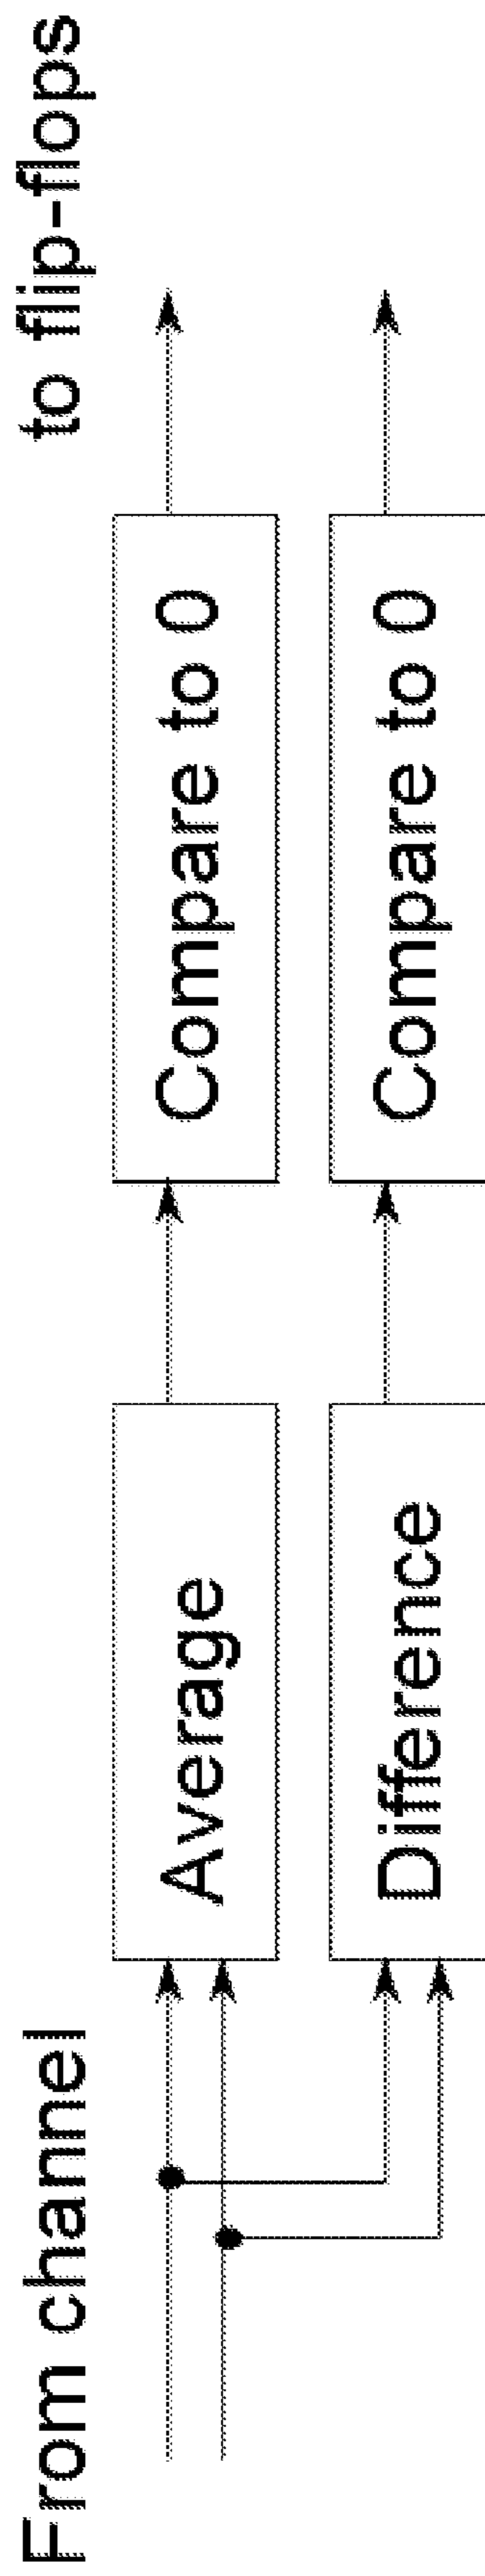 From channel
to flip-flops
Average
Compare to 0
Difference
Compare to 0